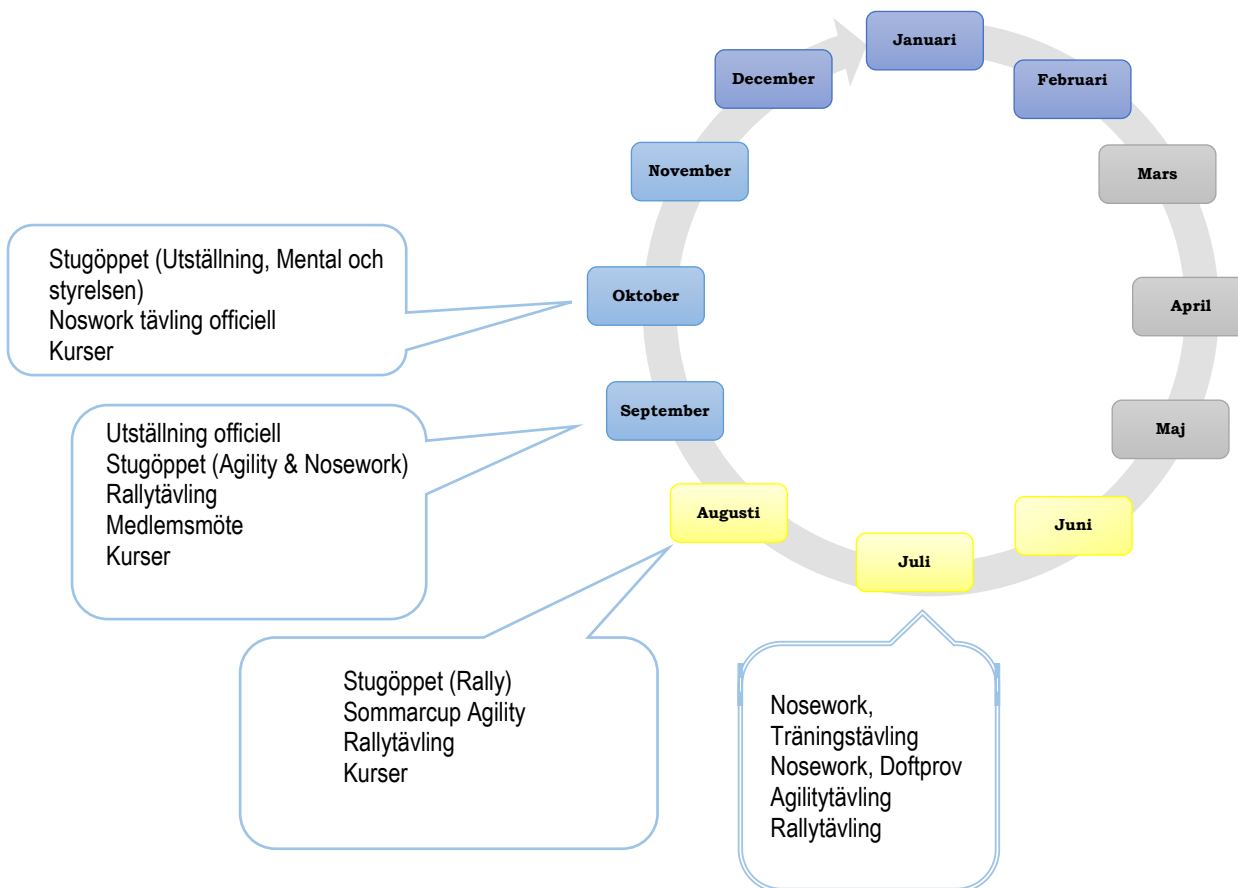 Januari
Februari
Mars
April
Maj
Juni
Juli
Augusti
September
Oktober
November
December
Stugöppet (Utställning, Mental och
styrelsen)
Noswork tävling officiell
Kurser
Utställning officiell
Stugöppet (Agility & Nosework)
Rallytävling
Medlemsmöte
Kurser
Stugöppet (Rally)
Sommarcup Agility
Rallytävling
Kurser
Nosework,
Träningstävling
Nosework, Doftprov
Agilitytävling
Rallytävling